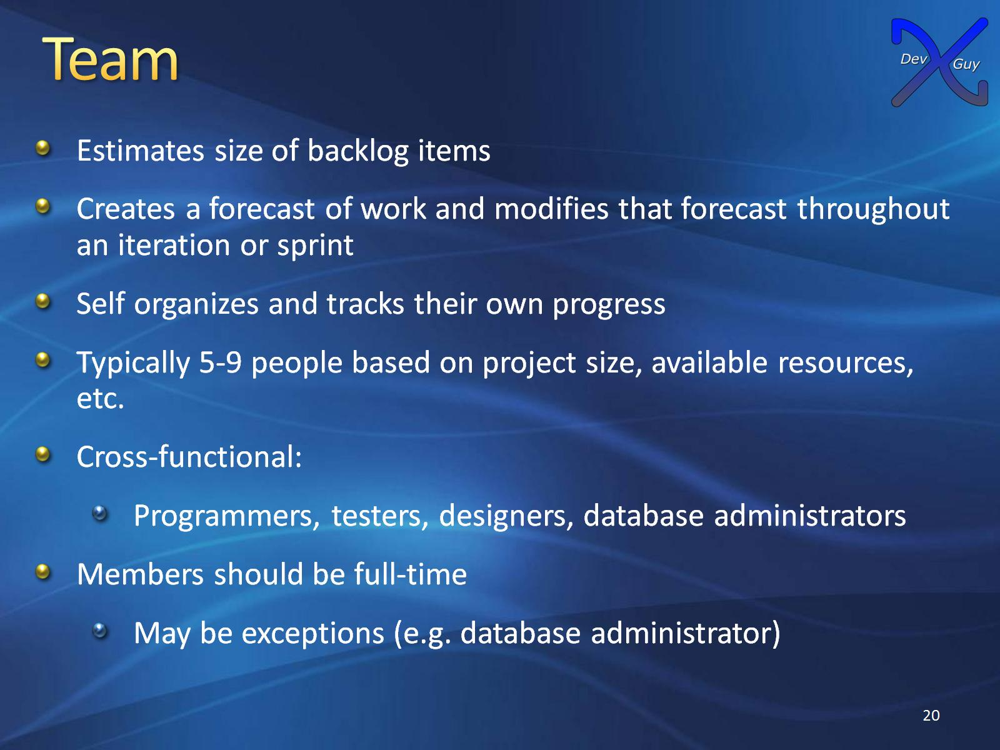 Team
Dev
Guy
Estimates size of backlog items
Creates a forecast of work and modifies that forecast throughout
an iteration or sprint
Self organizes and tracks their own progress
Typically 5-9 people based on project size, available resources,
etc.
Cross-functional:
Programmers, testers, designers, database administrators
Members should be full-time
May be exceptions (e.g. database administrator)
20